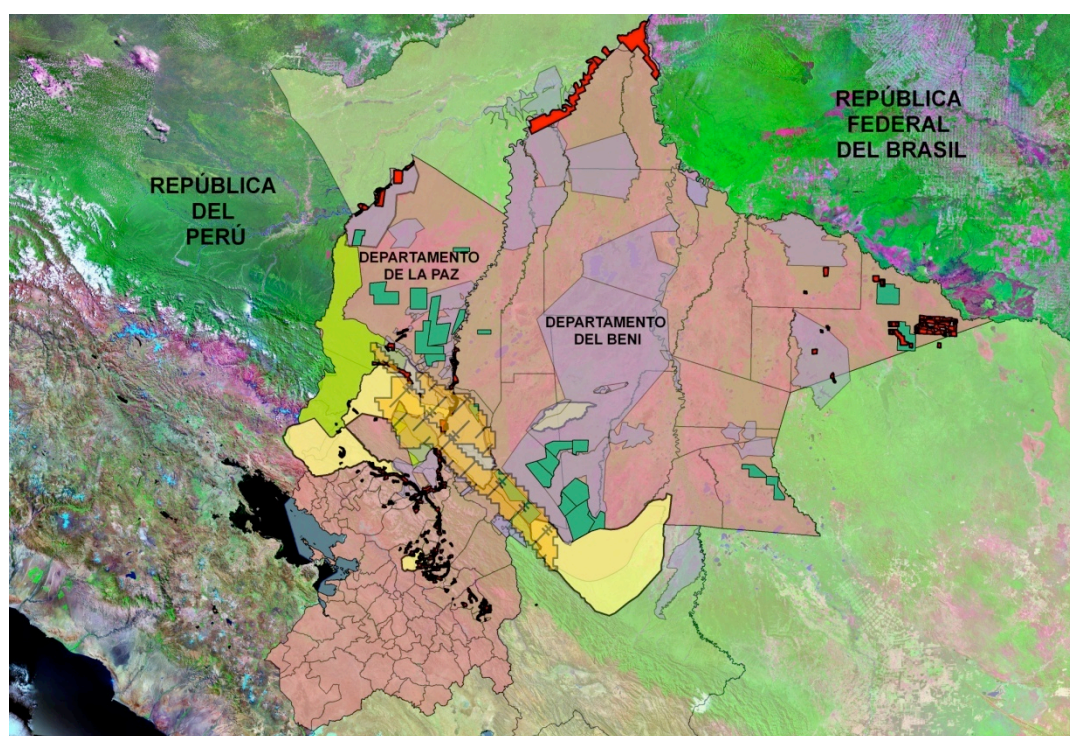 REPÚBLICA
FEDERAL
DEL BRASIL
REPÚBLICA
DEL
PERÚ
DEPARTAMENTO
DE LA PAZ
DEPARTAMENTO
DEL BENI